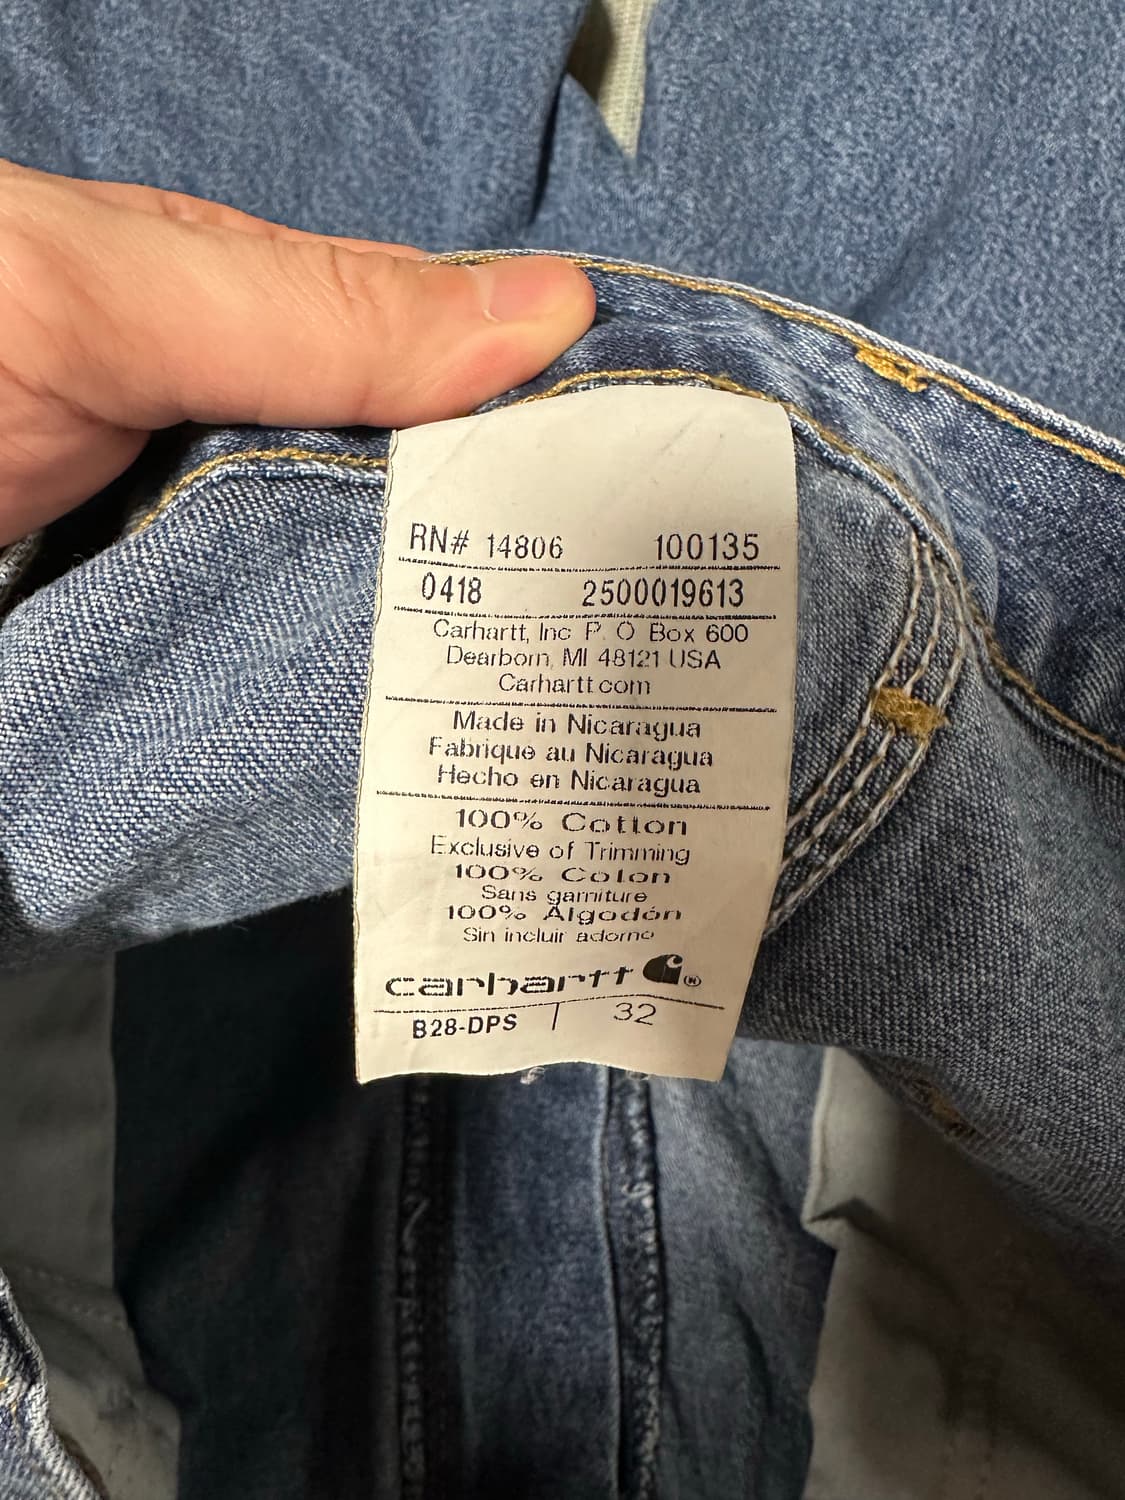 RN# 14806 100135
0418 2500019613
Carhartt, Inc P. O Box 600
Dearborn, MI 48121 USA
Carhartt.com
Made in Nicaragua
Fabrique au Nicaragua
Hecho en Nicaragua
100% Cotton
Exclusive of Trimming
100% Coton
Sans garniture
100% Algodón
Sin incluir adorno
carhartt ®
B28-DPS | 32